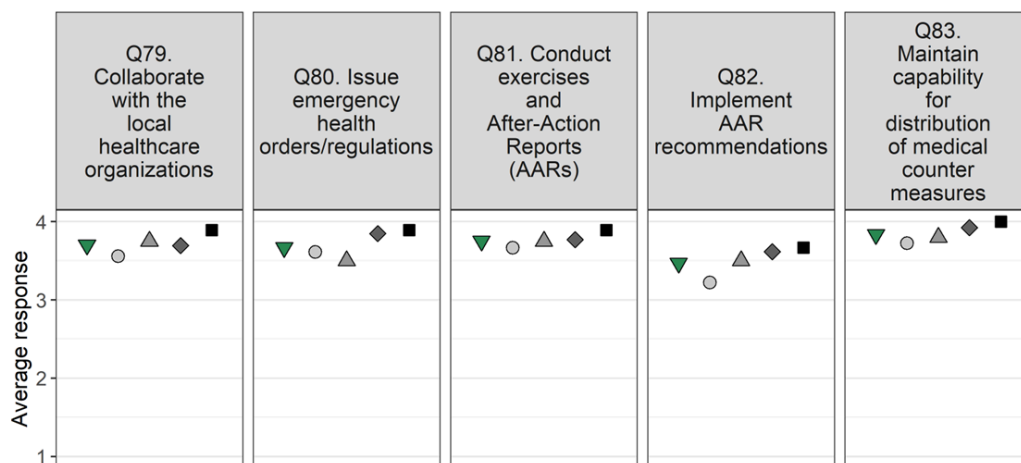 Q79.
Collaborate
with the
local
healthcare
organizations
Q80. Issue
emergency
health
orders/regulations
Q81. Conduct
exercises
and
After-Action
Reports
(AARs)
Q82.
Implement
AAR
recommendations
Q83.
Maintain
capability
for
distribution
of medical
counter
measures
Average response
4
3
2
1